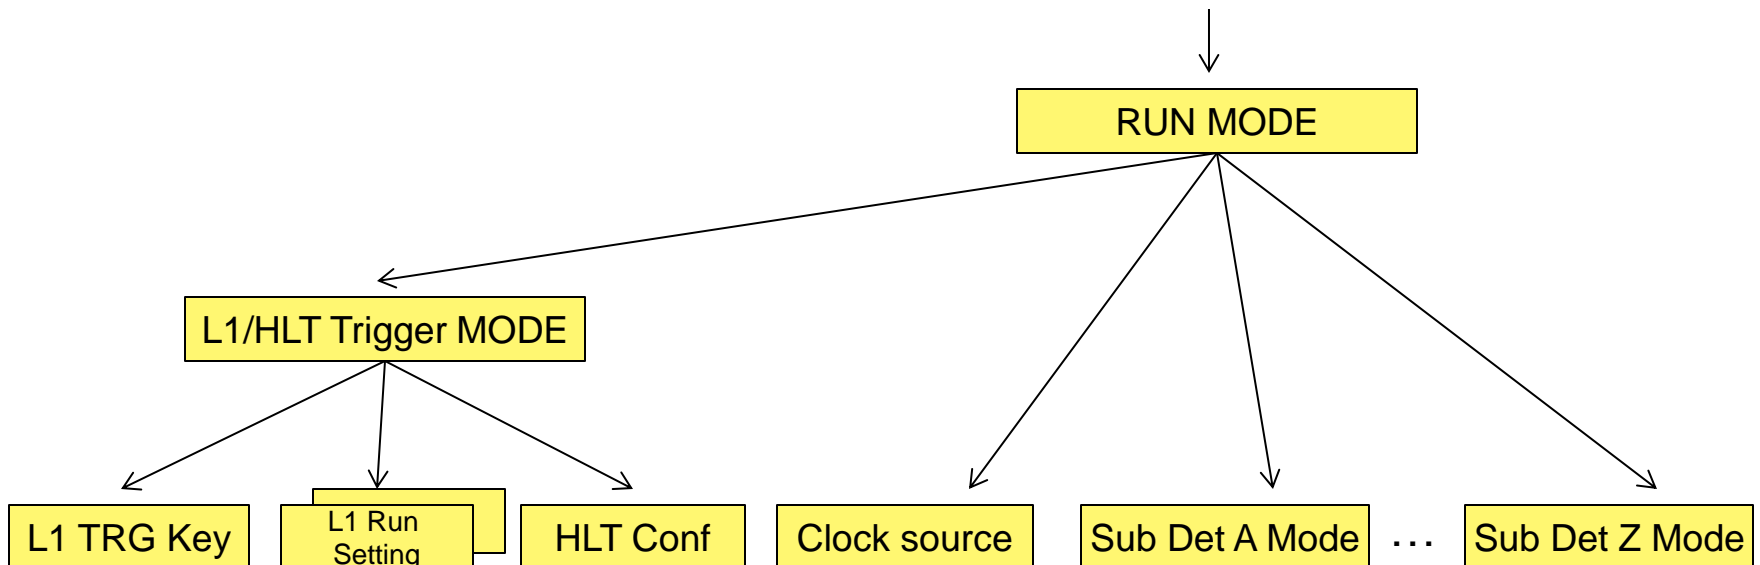 RUN MODE
L1/HLT Trigger MODE
L1 TRG Key
L1 Run
Setting
HLT Conf
Clock source
Sub Det A Mode
...
Sub Det Z Mode